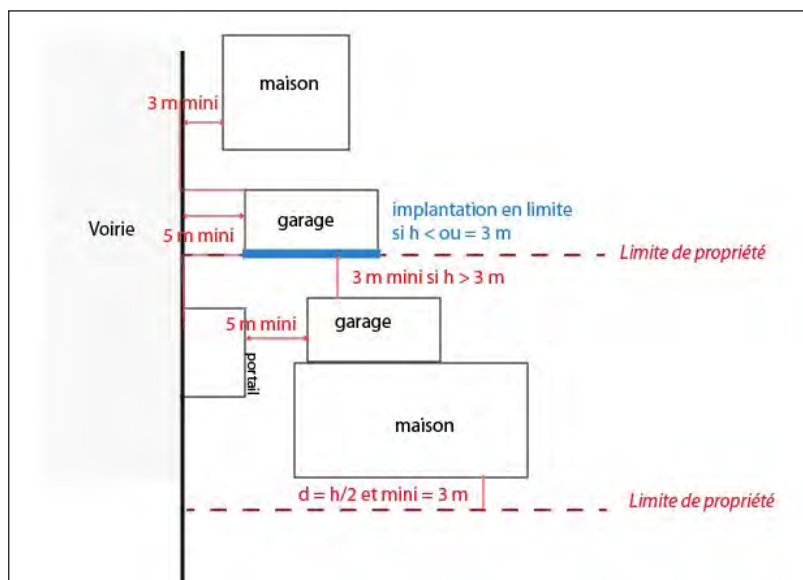 maison
3 m mini
garage
implantation en limite
si h < ou = 3 m
Voirie
5 m mini
Limite de propriété
3 m mini si h > 3 m
5 m mini
garage
portail
maison
d = h/2 et mini = 3 m
Limite de propriété